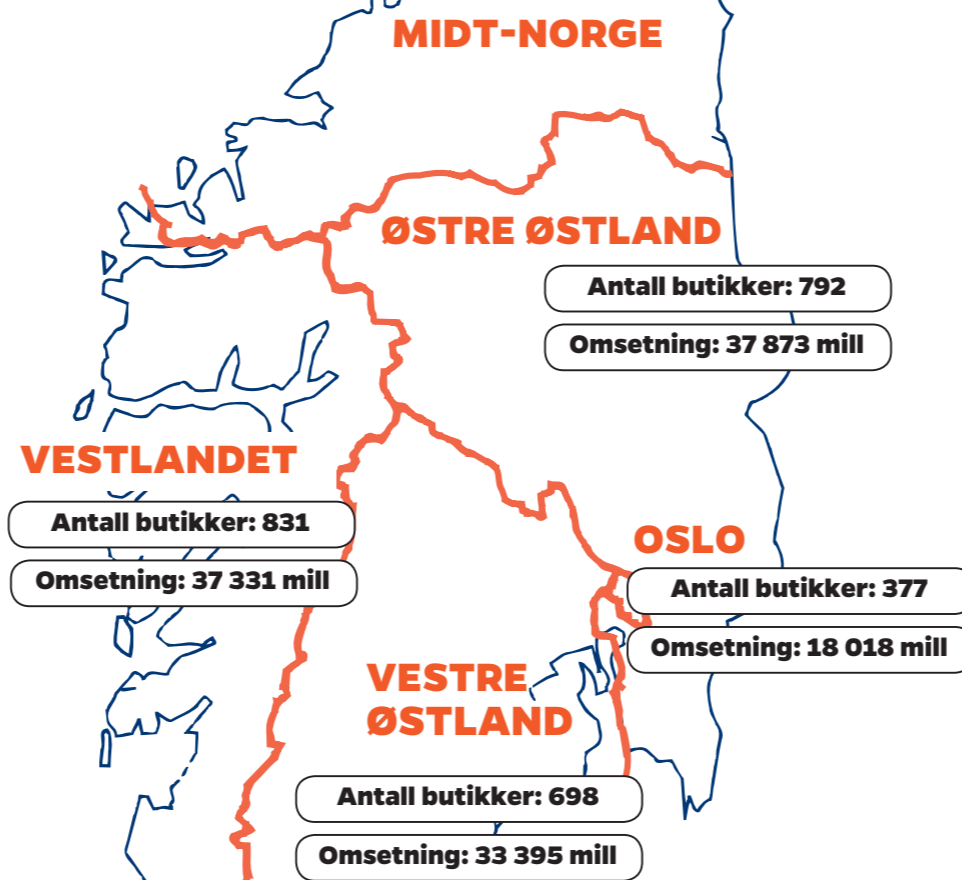 MIDT-NORGE
ØSTRE ØSTLAND
Antall butikker: 792
Omsetning: 37 873 mill
VESTLANDET
Antall butikker: 831
Omsetning: 37 331 mill
OSLO
Antall butikker: 377
Omsetning: 18 018 mill
VESTRE
ØSTLAND
Antall butikker: 698
Omsetning: 33 395 mill